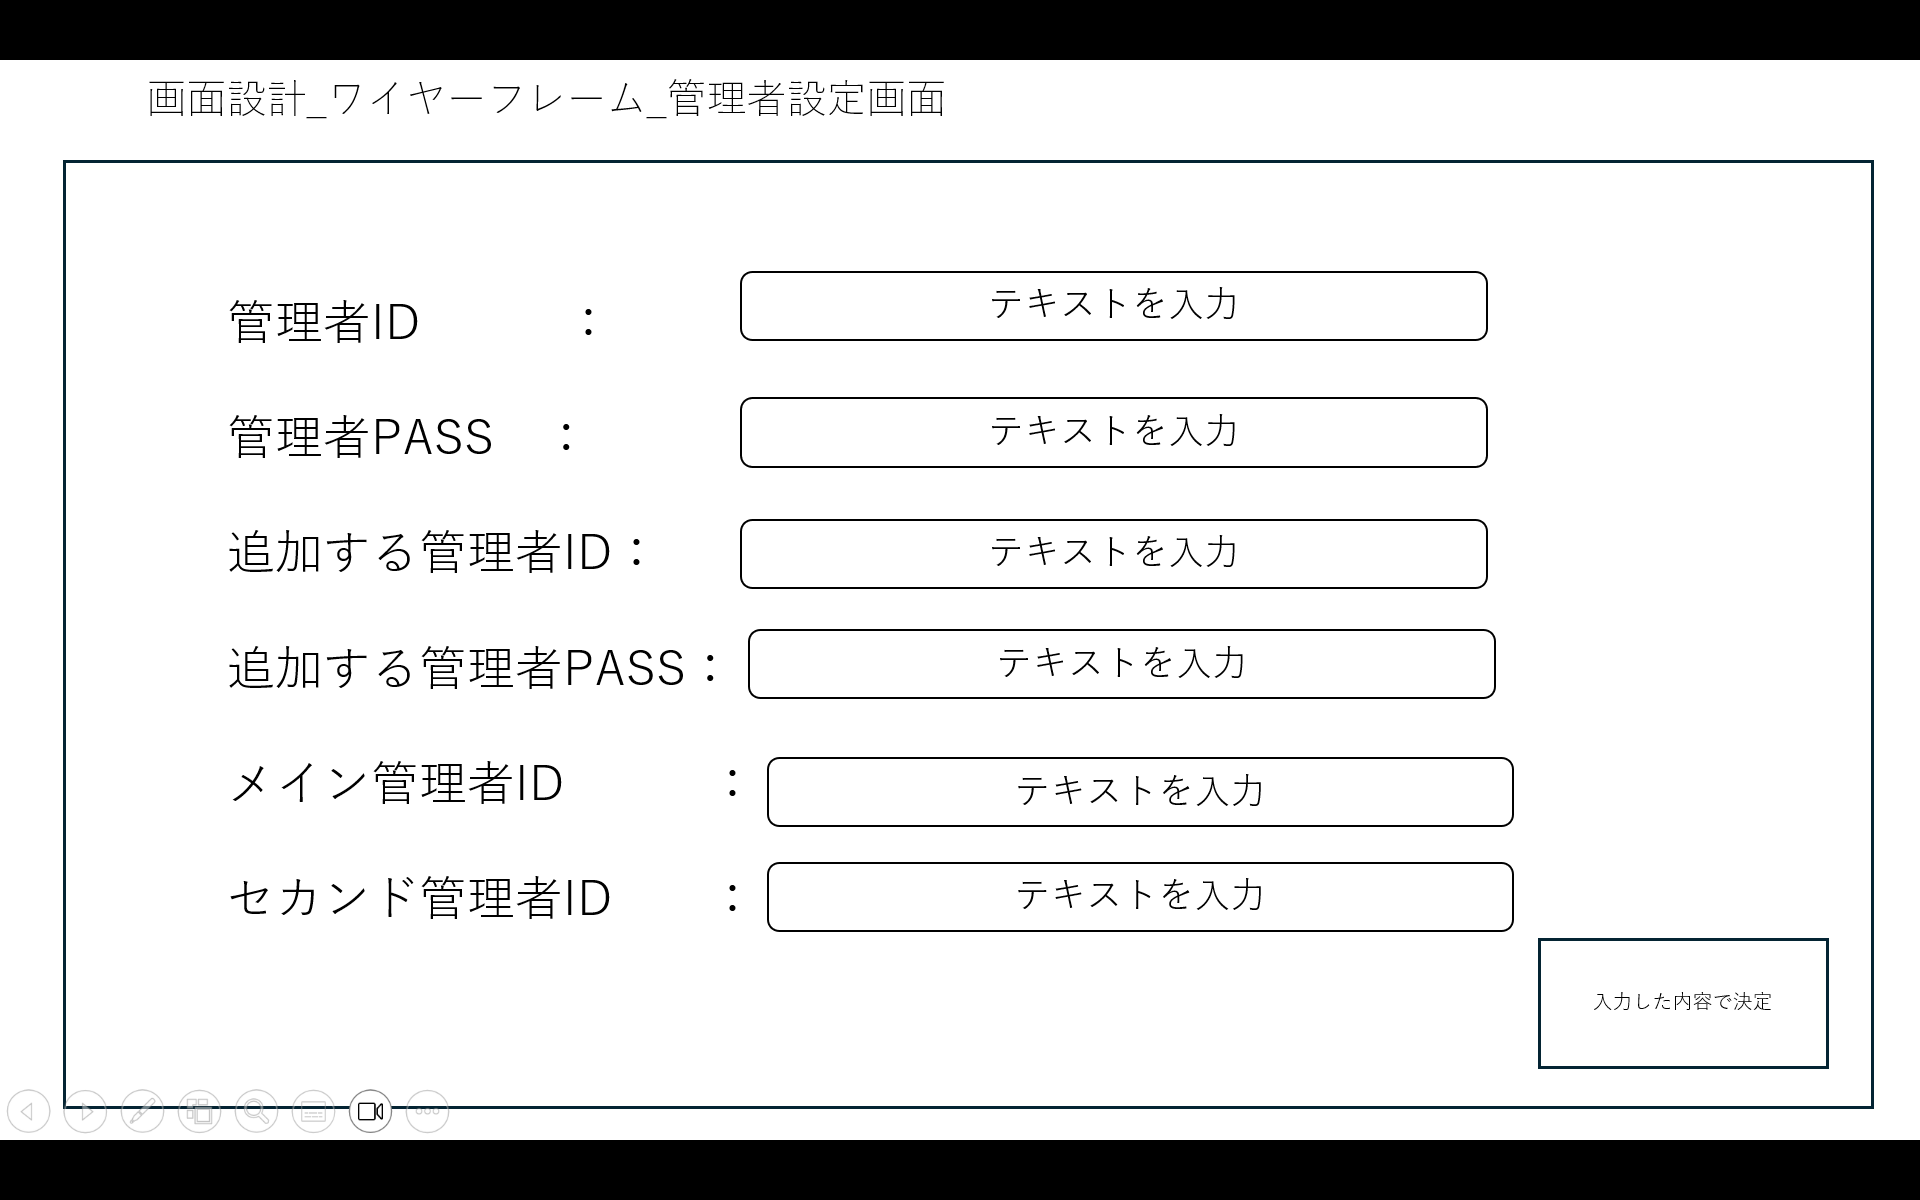 画面設計_ワイヤーフレーム_管理者設定画面
管理者ID　　　：　テキストを入力
管理者PASS　：　テキストを入力
追加する管理者ID：　テキストを入力
追加する管理者PASS：　テキストを入力
メイン管理者ID　　　：　テキストを入力
セカンド管理者ID　　：　テキストを入力
入力した内容で決定